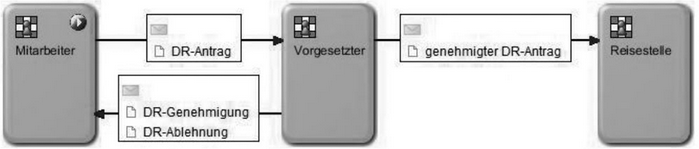 Mitarbeiter
DR-Antrag
Vorgesetzter
genehmigter DR-Antrag
Reisestelle
DR-Genehmigung
DR-Ablehnung